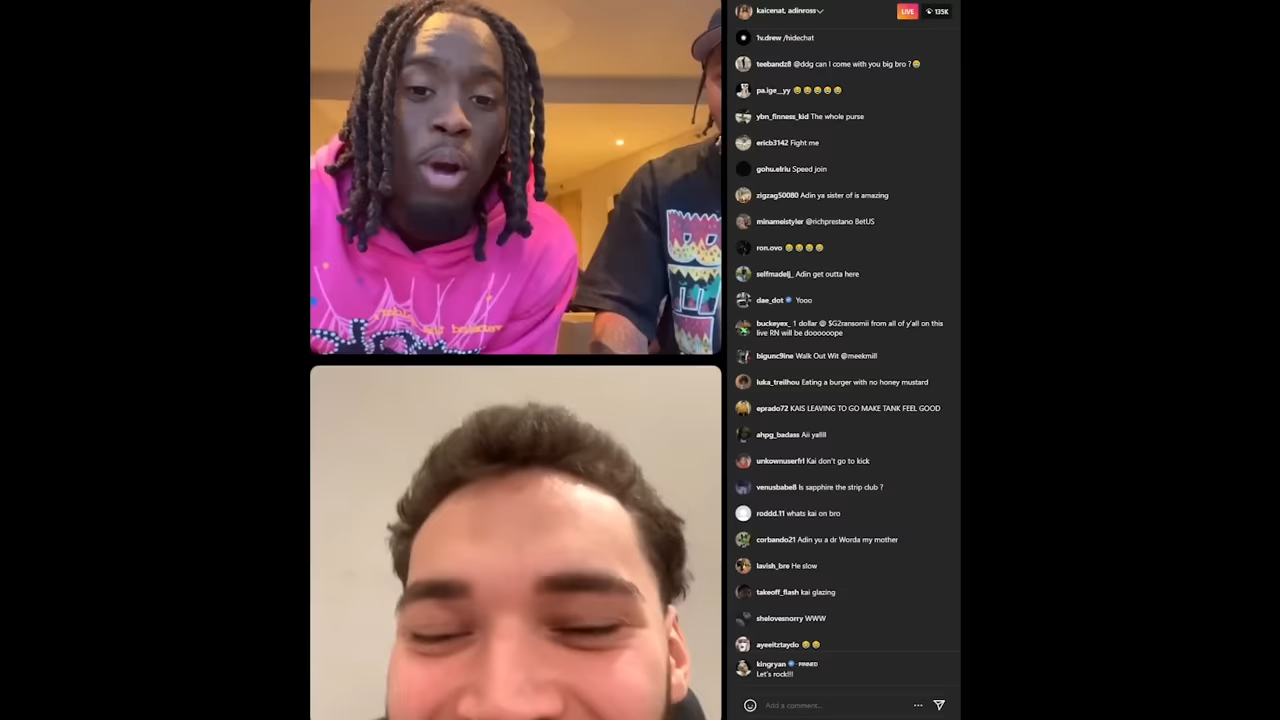 kaicenat, adinross
LIVE
135K
1v.drew /hidechat
teebandz8 @ddg can I come with you big bro ?😅
pa.ige__yy 😂😂😂😂😂
ybn_finness_kid The whole purse
ericb3142 Fight me
gohu.elriu Speed join
zigzag50080 Adin ya sister of is amazing
minameistyler @richprestano BetUS
ron.ovo 😂😂😂😂
selfmadelj_ Adin get outta here
dae_dot Yooo
buckeyex_ 1 dollar @ $G2ransomii from all of y'all on this
live RN will be doooooope
bigunc9ine Walk Out Wit @meekmill
luka_treilhou Eating a burger with no honey mustard
eprado72 KAIS LEAVING TO GO MAKE TANK FEEL GOOD
ahpg_badass Aii yallll
unkownuserfrl Kai don't go to kick
venusbabe8 Is sapphire the strip club ?
roddd.11 whats kai on bro
corbando21 Adin yu a dr Worda my mother
lavish_bre He slow
takeoff_flash kai glazing
shelovesnorry WWW
ayeeitztaydo 😂😂
kingryan · PINNED
Let's rock!!!
Add a comment...